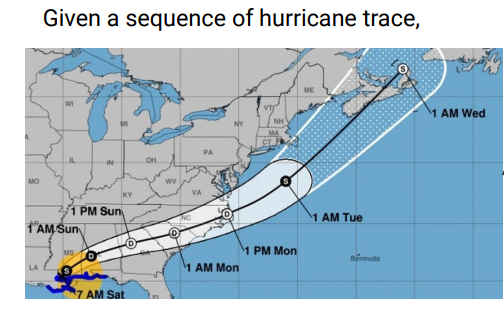 Given a sequence of hurricane trace,
ME
S
WI
VT
NH
1 AM Wed
MI
NY
MA
CT
PA
IL
IN
OH
MO
WV
S
KY
VA
1 PM Sun
D
NC
1 AM Tue
1 AM Sun
D
D
MS
D
1 PM Mon
Bermuda
LA
S
1 AM Mon
7 AM Sat
FL